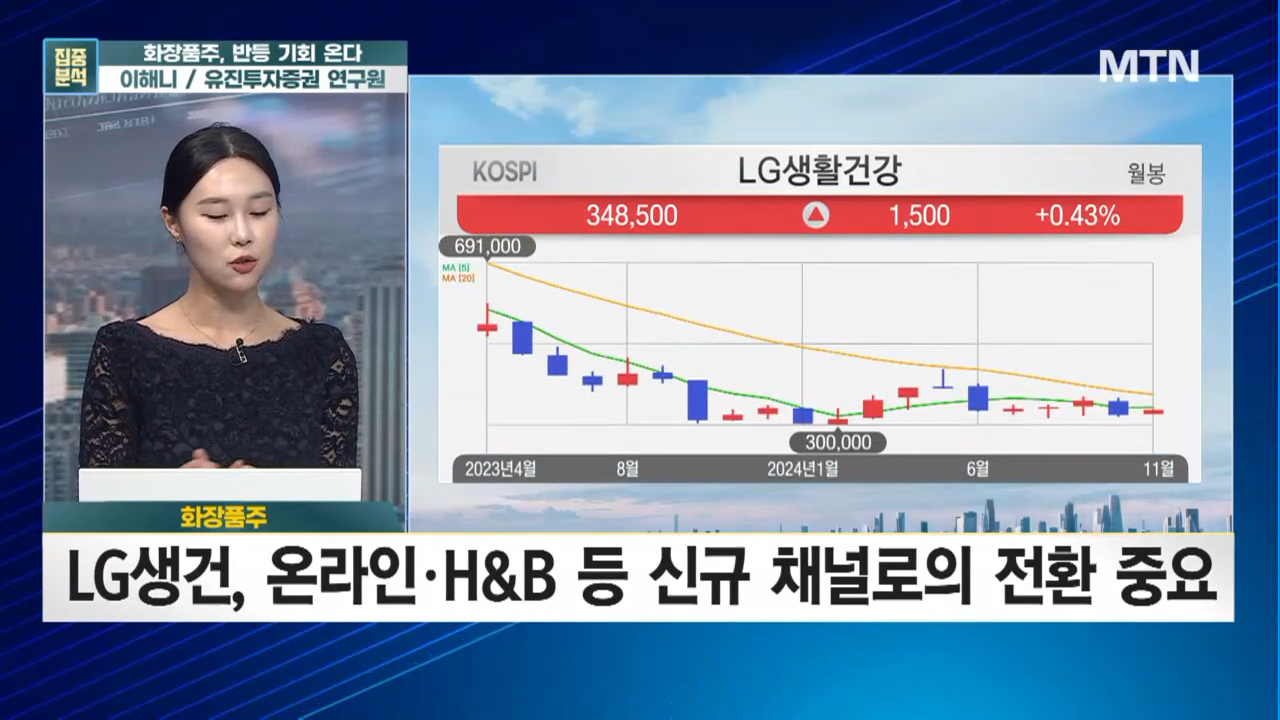 집중
분석
화장품주, 반등 기회 온다
이해니 / 유진투자증권 연구원
MTN
KOSPI
LG생활건강
월봉
348,500
1,500
+0.43%
691,000
MA [5]
MA [20]
300,000
2023년4월
8월
2024년1월
6월
11월
화장품주
LG생건, 온라인·H&B 등 신규 채널로의 전환 중요